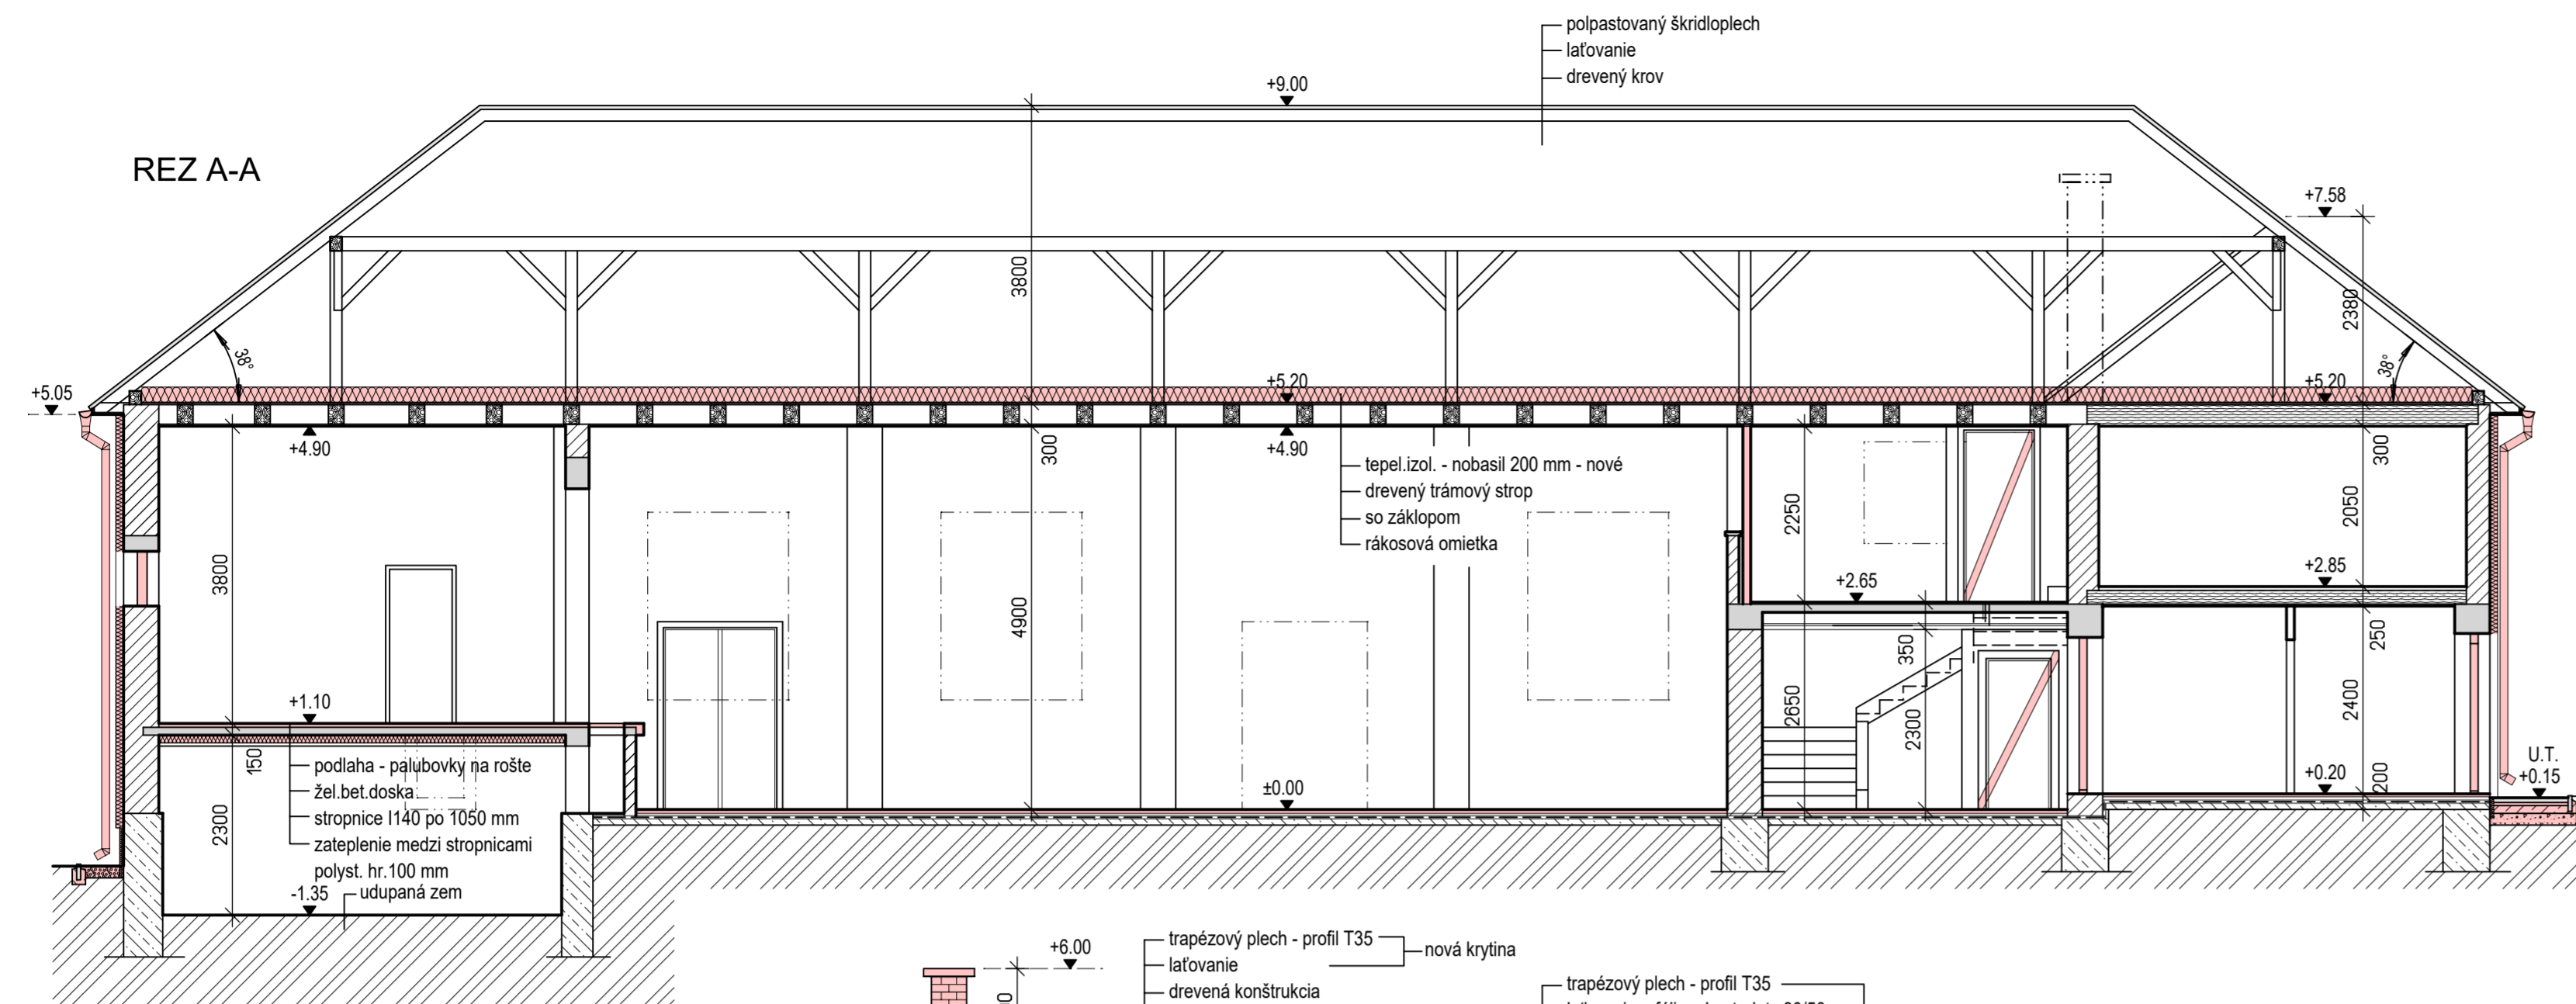 polpastovaný škridloplech
laťovanie
drevený krov
REZ A-A
+9.00
+7.58
3800
2380
38°
38°
+5.05
+5.20
+5.20
+4.90
+4.90
300
300
tepel.izol. - nobasil 200 mm - nové
drevený trámový strop
so záklopom
rákosová omietka
3800
4900
2250
2050
+2.65
+2.85
350
250
2650
2300
2400
+1.10
150
podlaha - palubovky na rošte
žel.bet.doska
stropnice I140 po 1050 mm
zateplenie medzi stropnicami
polyst. hr.100 mm
2300
-1.35
udupaná zem
±0.00
+0.20
200
U.T.
+0.15
+6.00
trapézový plech - profil T35
laťovanie
nová krytina
drevená konštrukcia
trapézový plech - profil T35